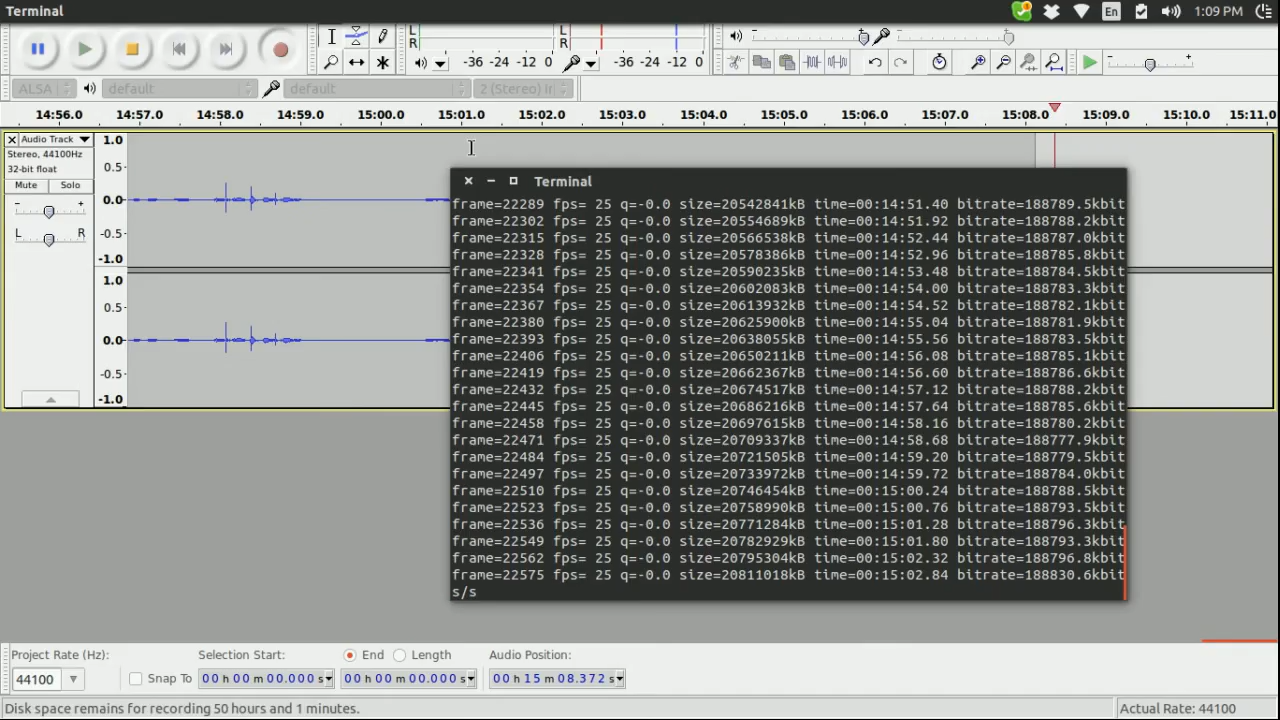 Terminal
En
1:09 PM
L
R
-36 -24 -12 0
L
R
-36 -24 -12 0
ALSA
default
default
2 (Stereo) I
14:56.0 14:57.0 14:58.0 14:59.0 15:01.0 15:02.0 15:03.0 15:04.0 15:05.0 15:06.0 15:07.0 15:08.0 15:09.0 15:11.0
Audio Track
Stereo, 44100Hz
32-bit float
Mute Solo
- +
L R
1.0
0.5
0.0
-0.5
-1.0
1.0
0.5
0.0
-0.5
-1.0
Terminal
frame=22289 fps= 25 q=-0.0 size=20542841kB time=00:14:51.40 bitrate=188789.5kbit
frame=22302 fps= 25 q=-0.0 size=20554689kB time=00:14:51.92 bitrate=188788.2kbit
frame=22315 fps= 25 q=-0.0 size=20566538kB time=00:14:52.44 bitrate=188787.0kbit
frame=22328 fps= 25 q=-0.0 size=20578386kB time=00:14:52.96 bitrate=188785.8kbit
frame=22341 fps= 25 q=-0.0 size=20590235kB time=00:14:53.48 bitrate=188784.5kbit
frame=22354 fps= 25 q=-0.0 size=20602083kB time=00:14:54.00 bitrate=188783.3kbit
frame=22367 fps= 25 q=-0.0 size=20613932kB time=00:14:54.52 bitrate=188782.1kbit
frame=22380 fps= 25 q=-0.0 size=20625900kB time=00:14:55.04 bitrate=188781.9kbit
frame=22393 fps= 25 q=-0.0 size=20638055kB time=00:14:55.56 bitrate=188783.5kbit
frame=22406 fps= 25 q=-0.0 size=20650211kB time=00:14:56.08 bitrate=188785.1kbit
frame=22419 fps= 25 q=-0.0 size=20662367kB time=00:14:56.60 bitrate=188786.6kbit
frame=22432 fps= 25 q=-0.0 size=20674517kB time=00:14:57.12 bitrate=188788.2kbit
frame=22445 fps= 25 q=-0.0 size=20686216kB time=00:14:57.64 bitrate=188785.6kbit
frame=22458 fps= 25 q=-0.0 size=20697615kB time=00:14:58.16 bitrate=188780.2kbit
frame=22471 fps= 25 q=-0.0 size=20709337kB time=00:14:58.68 bitrate=188777.9kbit
frame=22484 fps= 25 q=-0.0 size=20721505kB time=00:14:59.20 bitrate=188779.5kbit
frame=22497 fps= 25 q=-0.0 size=20733972kB time=00:14:59.72 bitrate=188784.0kbit
frame=22510 fps= 25 q=-0.0 size=20746454kB time=00:15:00.24 bitrate=188788.5kbit
frame=22523 fps= 25 q=-0.0 size=20758990kB time=00:15:00.76 bitrate=188793.5kbit
frame=22536 fps= 25 q=-0.0 size=20771284kB time=00:15:01.28 bitrate=188796.3kbit
frame=22549 fps= 25 q=-0.0 size=20782929kB time=00:15:01.80 bitrate=188793.3kbit
frame=22562 fps= 25 q=-0.0 size=20795304kB time=00:15:02.32 bitrate=188796.8kbit
frame=22575 fps= 25 q=-0.0 size=20811018kB time=00:15:02.84 bitrate=188830.6kbit
s/s
Project Rate (Hz): Selection Start: End Length Audio Position:
44100 Snap To 00 h 00 m 00.000 s 00 h 00 m 00.000 s 00 h 15 m 08.372 s
Disk space remains for recording 50 hours and 1 minutes. Actual Rate: 44100